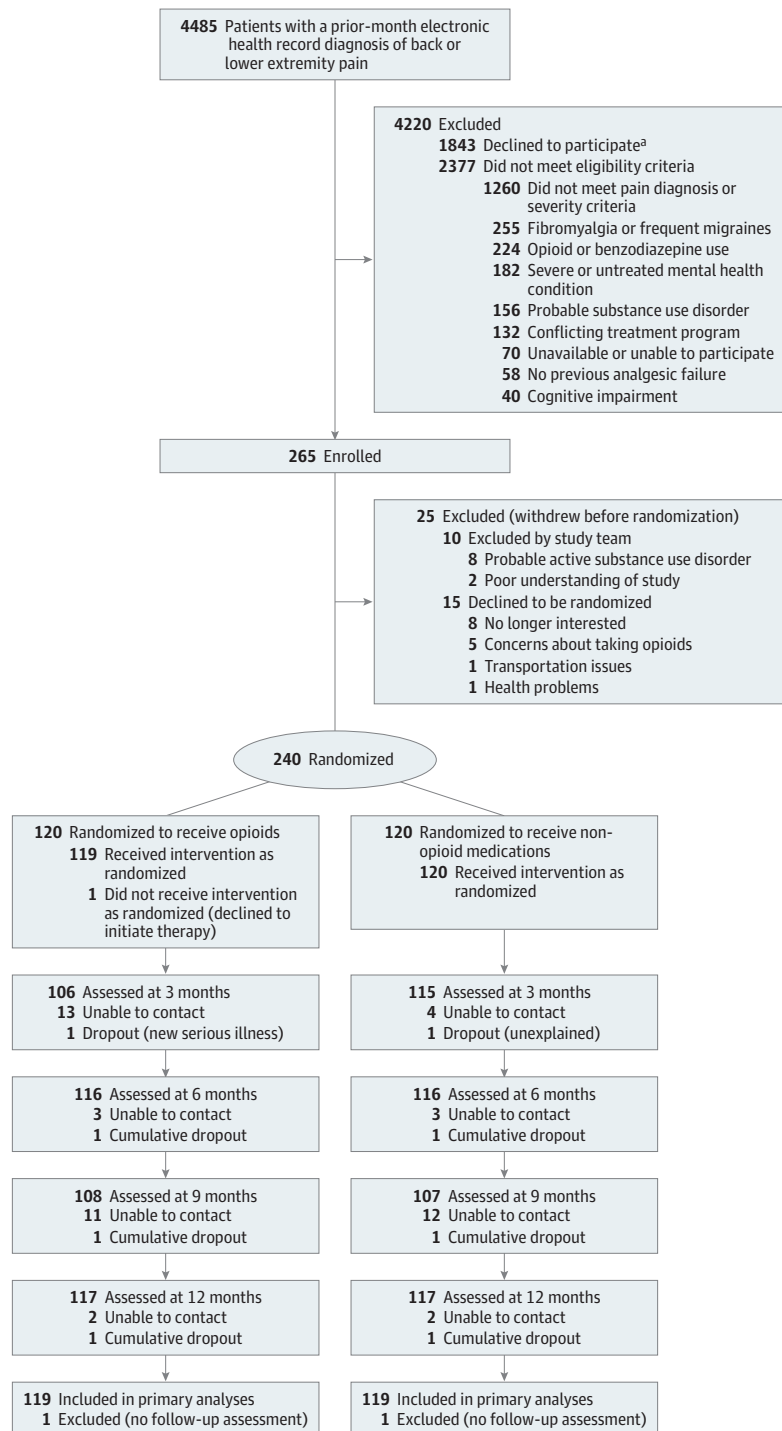 4485 Patients with a prior-month electronic
health record diagnosis of back or
lower extremity pain
4220 Excluded
1843 Declined to participateᵃ
2377 Did not meet eligibility criteria
1260 Did not meet pain diagnosis or
severity criteria
255 Fibromyalgia or frequent migraines
224 Opioid or benzodiazepine use
182 Severe or untreated mental health
condition
156 Probable substance use disorder
132 Conflicting treatment program
70 Unavailable or unable to participate
58 No previous analgesic failure
40 Cognitive impairment
265 Enrolled
25 Excluded (withdrew before randomization)
10 Excluded by study team
8 Probable active substance use disorder
2 Poor understanding of study
15 Declined to be randomized
8 No longer interested
5 Concerns about taking opioids
1 Transportation issues
1 Health problems
240 Randomized
120 Randomized to receive opioids
119 Received intervention as
randomized
1 Did not receive intervention
as randomized (declined to
initiate therapy)
120 Randomized to receive non-
opioid medications
120 Received intervention as
randomized
106 Assessed at 3 months
13 Unable to contact
1 Dropout (new serious illness)
115 Assessed at 3 months
4 Unable to contact
1 Dropout (unexplained)
116 Assessed at 6 months
3 Unable to contact
1 Cumulative dropout
116 Assessed at 6 months
3 Unable to contact
1 Cumulative dropout
108 Assessed at 9 months
11 Unable to contact
1 Cumulative dropout
107 Assessed at 9 months
12 Unable to contact
1 Cumulative dropout
117 Assessed at 12 months
2 Unable to contact
1 Cumulative dropout
117 Assessed at 12 months
2 Unable to contact
1 Cumulative dropout
119 Included in primary analyses
1 Excluded (no follow-up assessment)
119 Included in primary analyses
1 Excluded (no follow-up assessment)